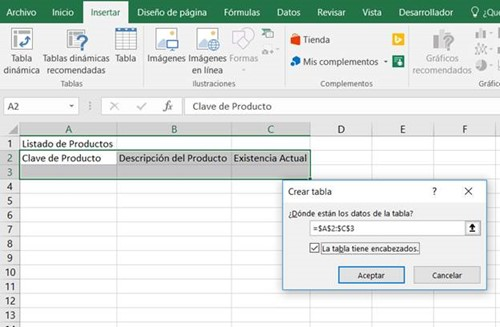 Archivo Inicio Insertar Diseño de página Fórmulas Datos Revisar Vista Desarrollador
Tabla dinámica
Tablas dinámicas recomendadas
Tabla
Tablas
Imágenes
Imágenes en línea
Formas
Ilustraciones
Tienda
Mis complementos
Complementos
Gráficos recomendados
A2 fx Clave de Producto
A B C D E F
1 Listado de Productos
2 Clave de Producto Descripción del Producto Existencia Actual
3
4
5
6
7
8
9
10
11
12
13
Crear tabla ? ×
¿Dónde están los datos de la tabla?
=$A$2:$C$3
La tabla tiene encabezados.
Aceptar Cancelar